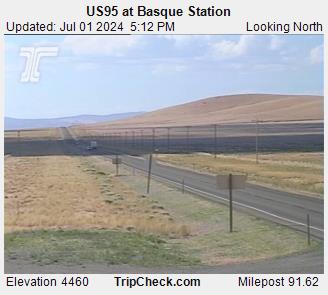 US95 at Basque Station
Updated: Jul 01 2024 5:12 PM Looking North
Elevation 4460 TripCheck.com Milepost 91.62